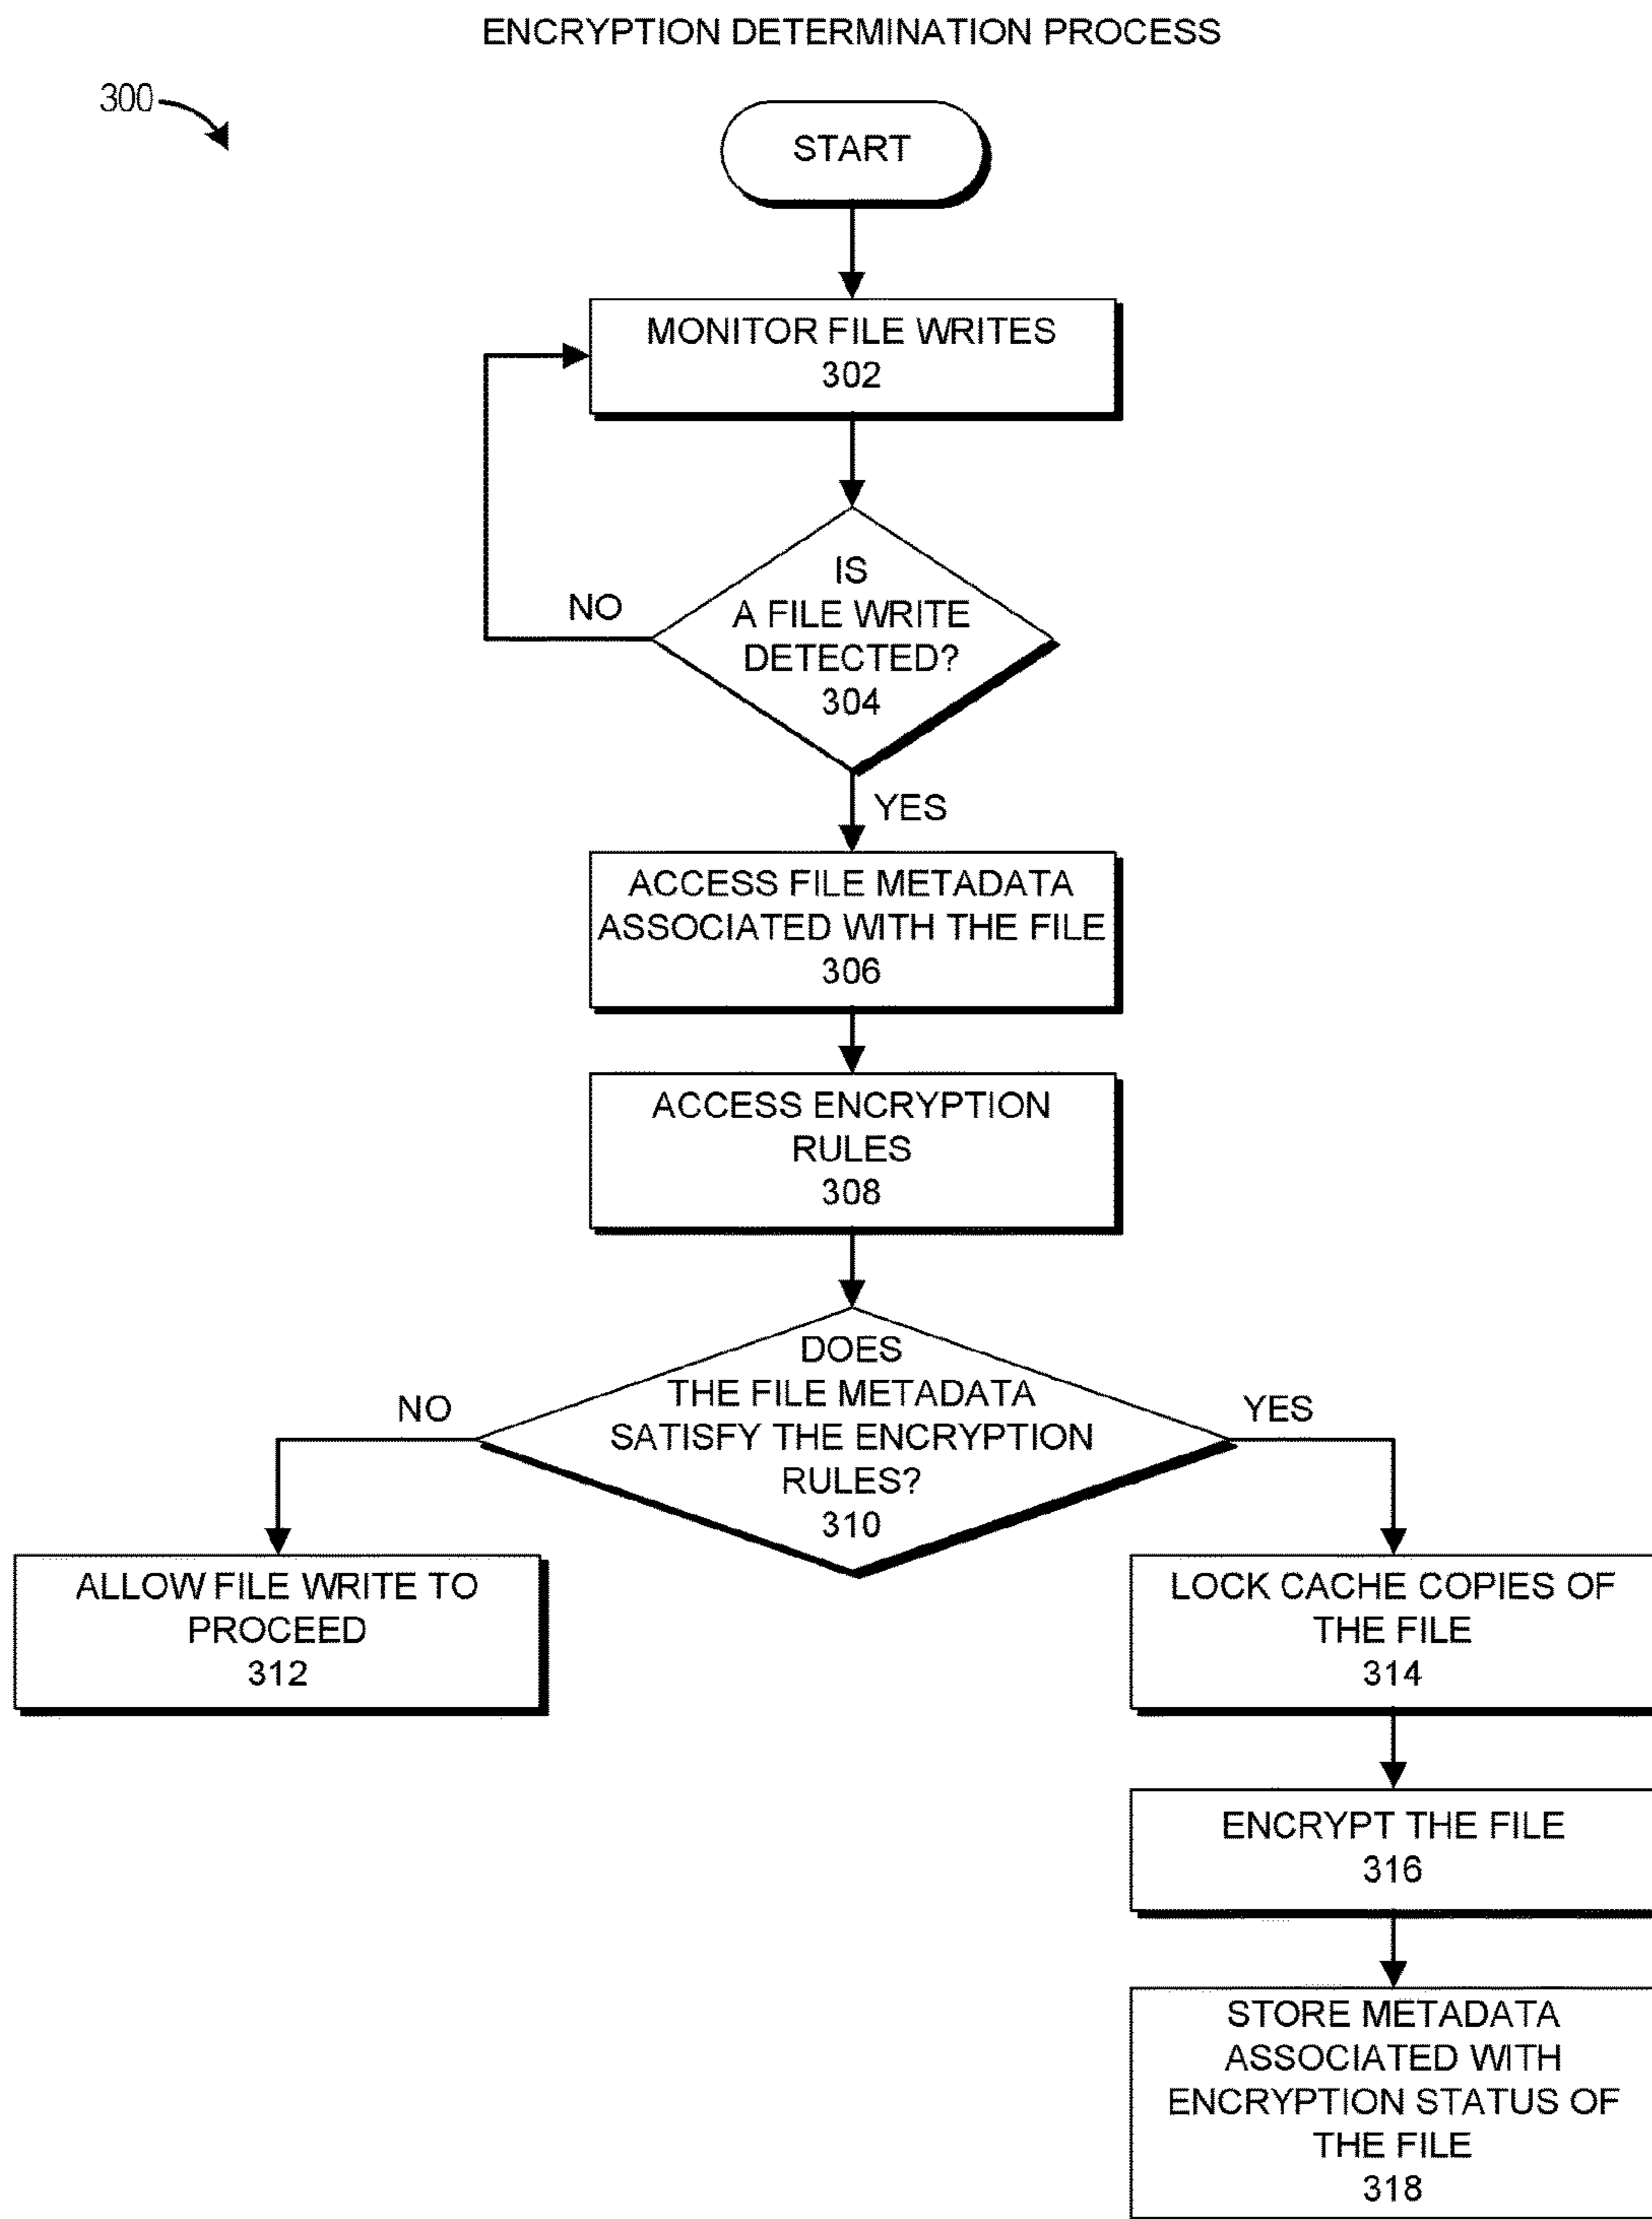 ENCRYPTION DETERMINATION PROCESS
300
START
MONITOR FILE WRITES
302
IS
A FILE WRITE
DETECTED?
304
NO
YES
ACCESS FILE METADATA
ASSOCIATED WITH THE FILE
306
ACCESS ENCRYPTION
RULES
308
DOES
THE FILE METADATA
SATISFY THE ENCRYPTION
RULES?
310
NO
YES
ALLOW FILE WRITE TO
PROCEED
312
LOCK CACHE COPIES OF
THE FILE
314
ENCRYPT THE FILE
316
STORE METADATA
ASSOCIATED WITH
ENCRYPTION STATUS OF
THE FILE
318